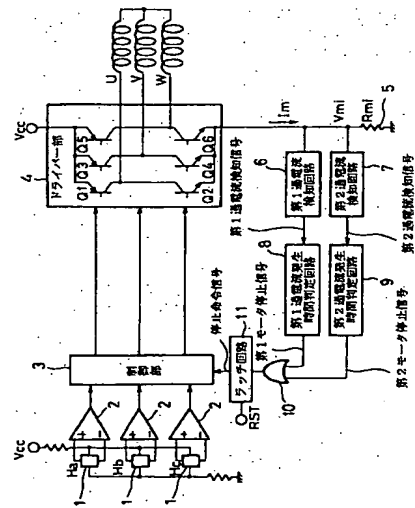 Vcc
4
ドライバー部
Q1
Q3
Q5
Q2
Q4
Q6
U
V
W
Im
Vmi
Rmi
5
3
制御部
Vcc
Ha
Hb
Hc
1
1
1
2
2
2
停止命令信号
ラッチ回路
11
RST
10
第1モータ停止信号
第2モータ停止信号
8
第1過電流発生
時間判定回路
9
第2過電流発生
時間判定回路
第1過電流検知信号
第2過電流検知信号
6
第1過電流
検知回路
7
第2過電流
検知回路